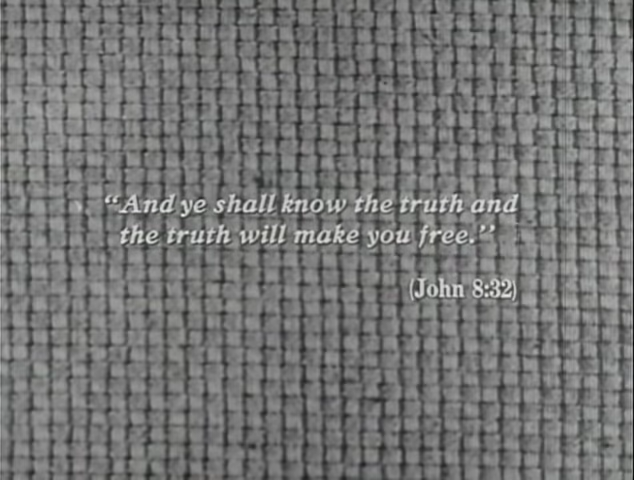 “And ye shall know the truth and
the truth will make you free.”
(John 8:32)